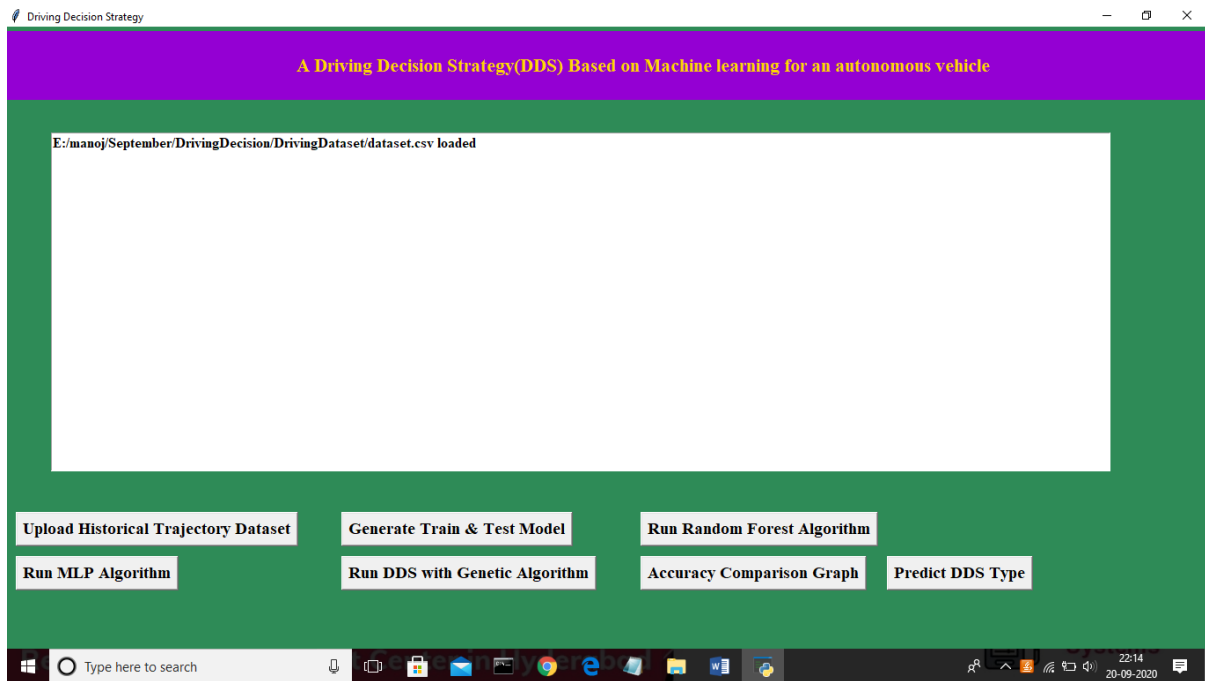 Driving Decision Strategy
A Driving Decision Strategy(DDS) Based on Machine learning for an autonomous vehicle
E:/manoj/September/DrivingDecision/DrivingDataset/dataset.csv loaded
Upload Historical Trajectory Dataset
Generate Train & Test Model
Run Random Forest Algorithm
Run MLP Algorithm
Run DDS with Genetic Algorithm
Accuracy Comparison Graph
Predict DDS Type
Type here to search
22:14
20-09-2020